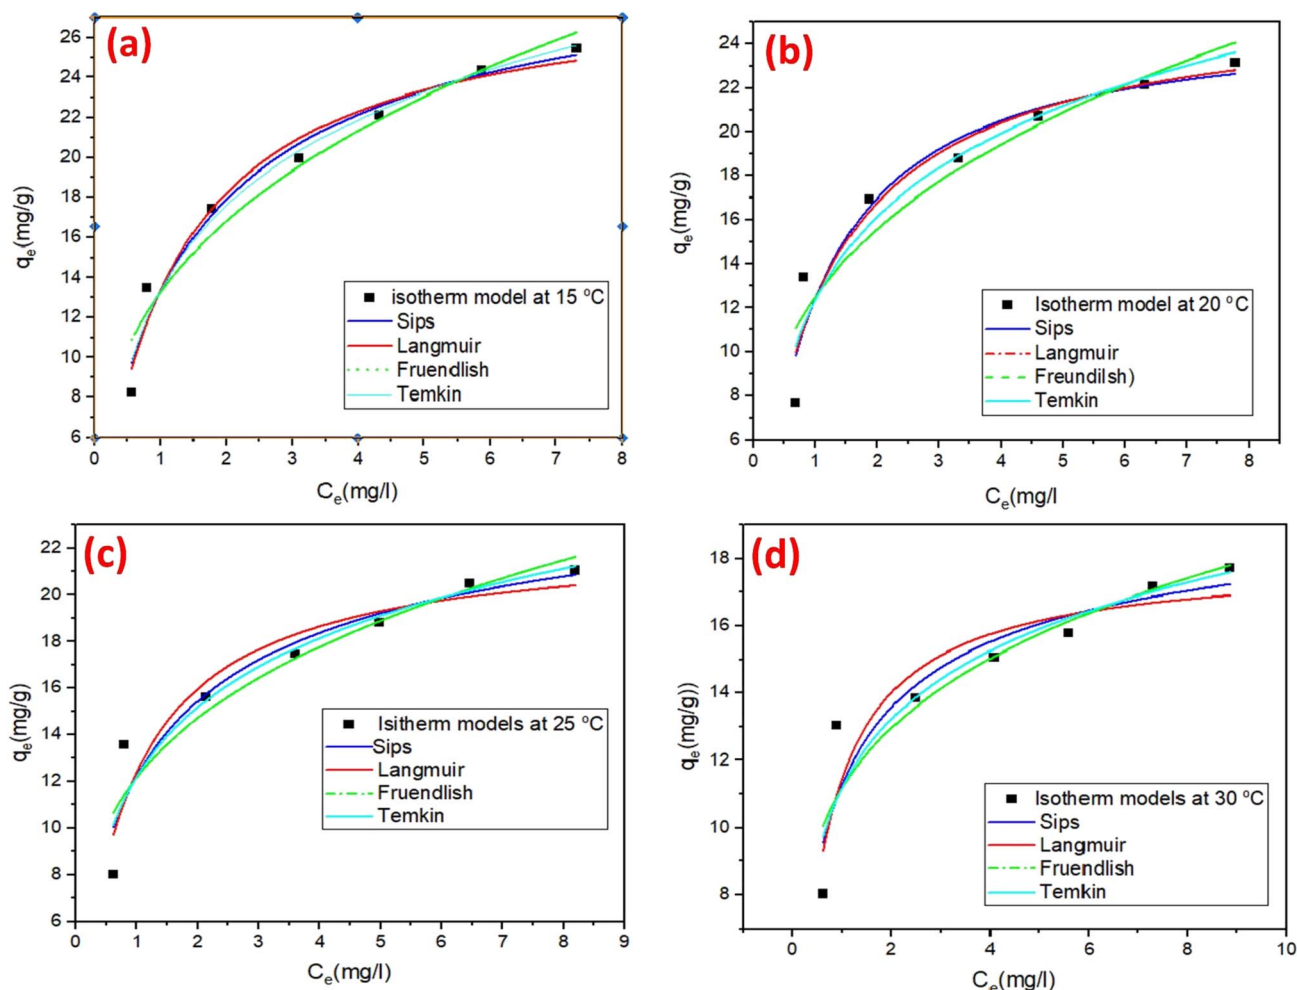 (a)
26
24
22
20
18
16
14
12
10
8
6
qe(mg/g)
isotherm model at 15 °C
Sips
Langmuir
Fruendlish
Temkin
0 1 2 3 4 5 6 7 8
Ce(mg/l)
(b)
24
22
20
18
16
14
12
10
8
6
qe(mg/g)
Isotherm model at 20 °C
Sips
Langmuir
Freundilsh)
Temkin
0 1 2 3 4 5 6 7 8
Ce(mg/l
(c)
22
20
18
16
14
12
10
8
6
qe(mg/g)
Isitherm models at 25 °C
Sips
Langmuir
Fruendlish
Temkin
0 1 2 3 4 5 6 7 8 9
Ce(mg/l)
(d)
18
16
14
12
10
8
qe(mg/g))
Isotherm models at 30 °C
Sips
Langmuir
Fruendlish
Temkin
0 2 4 6 8 10
Ce(mg/l)